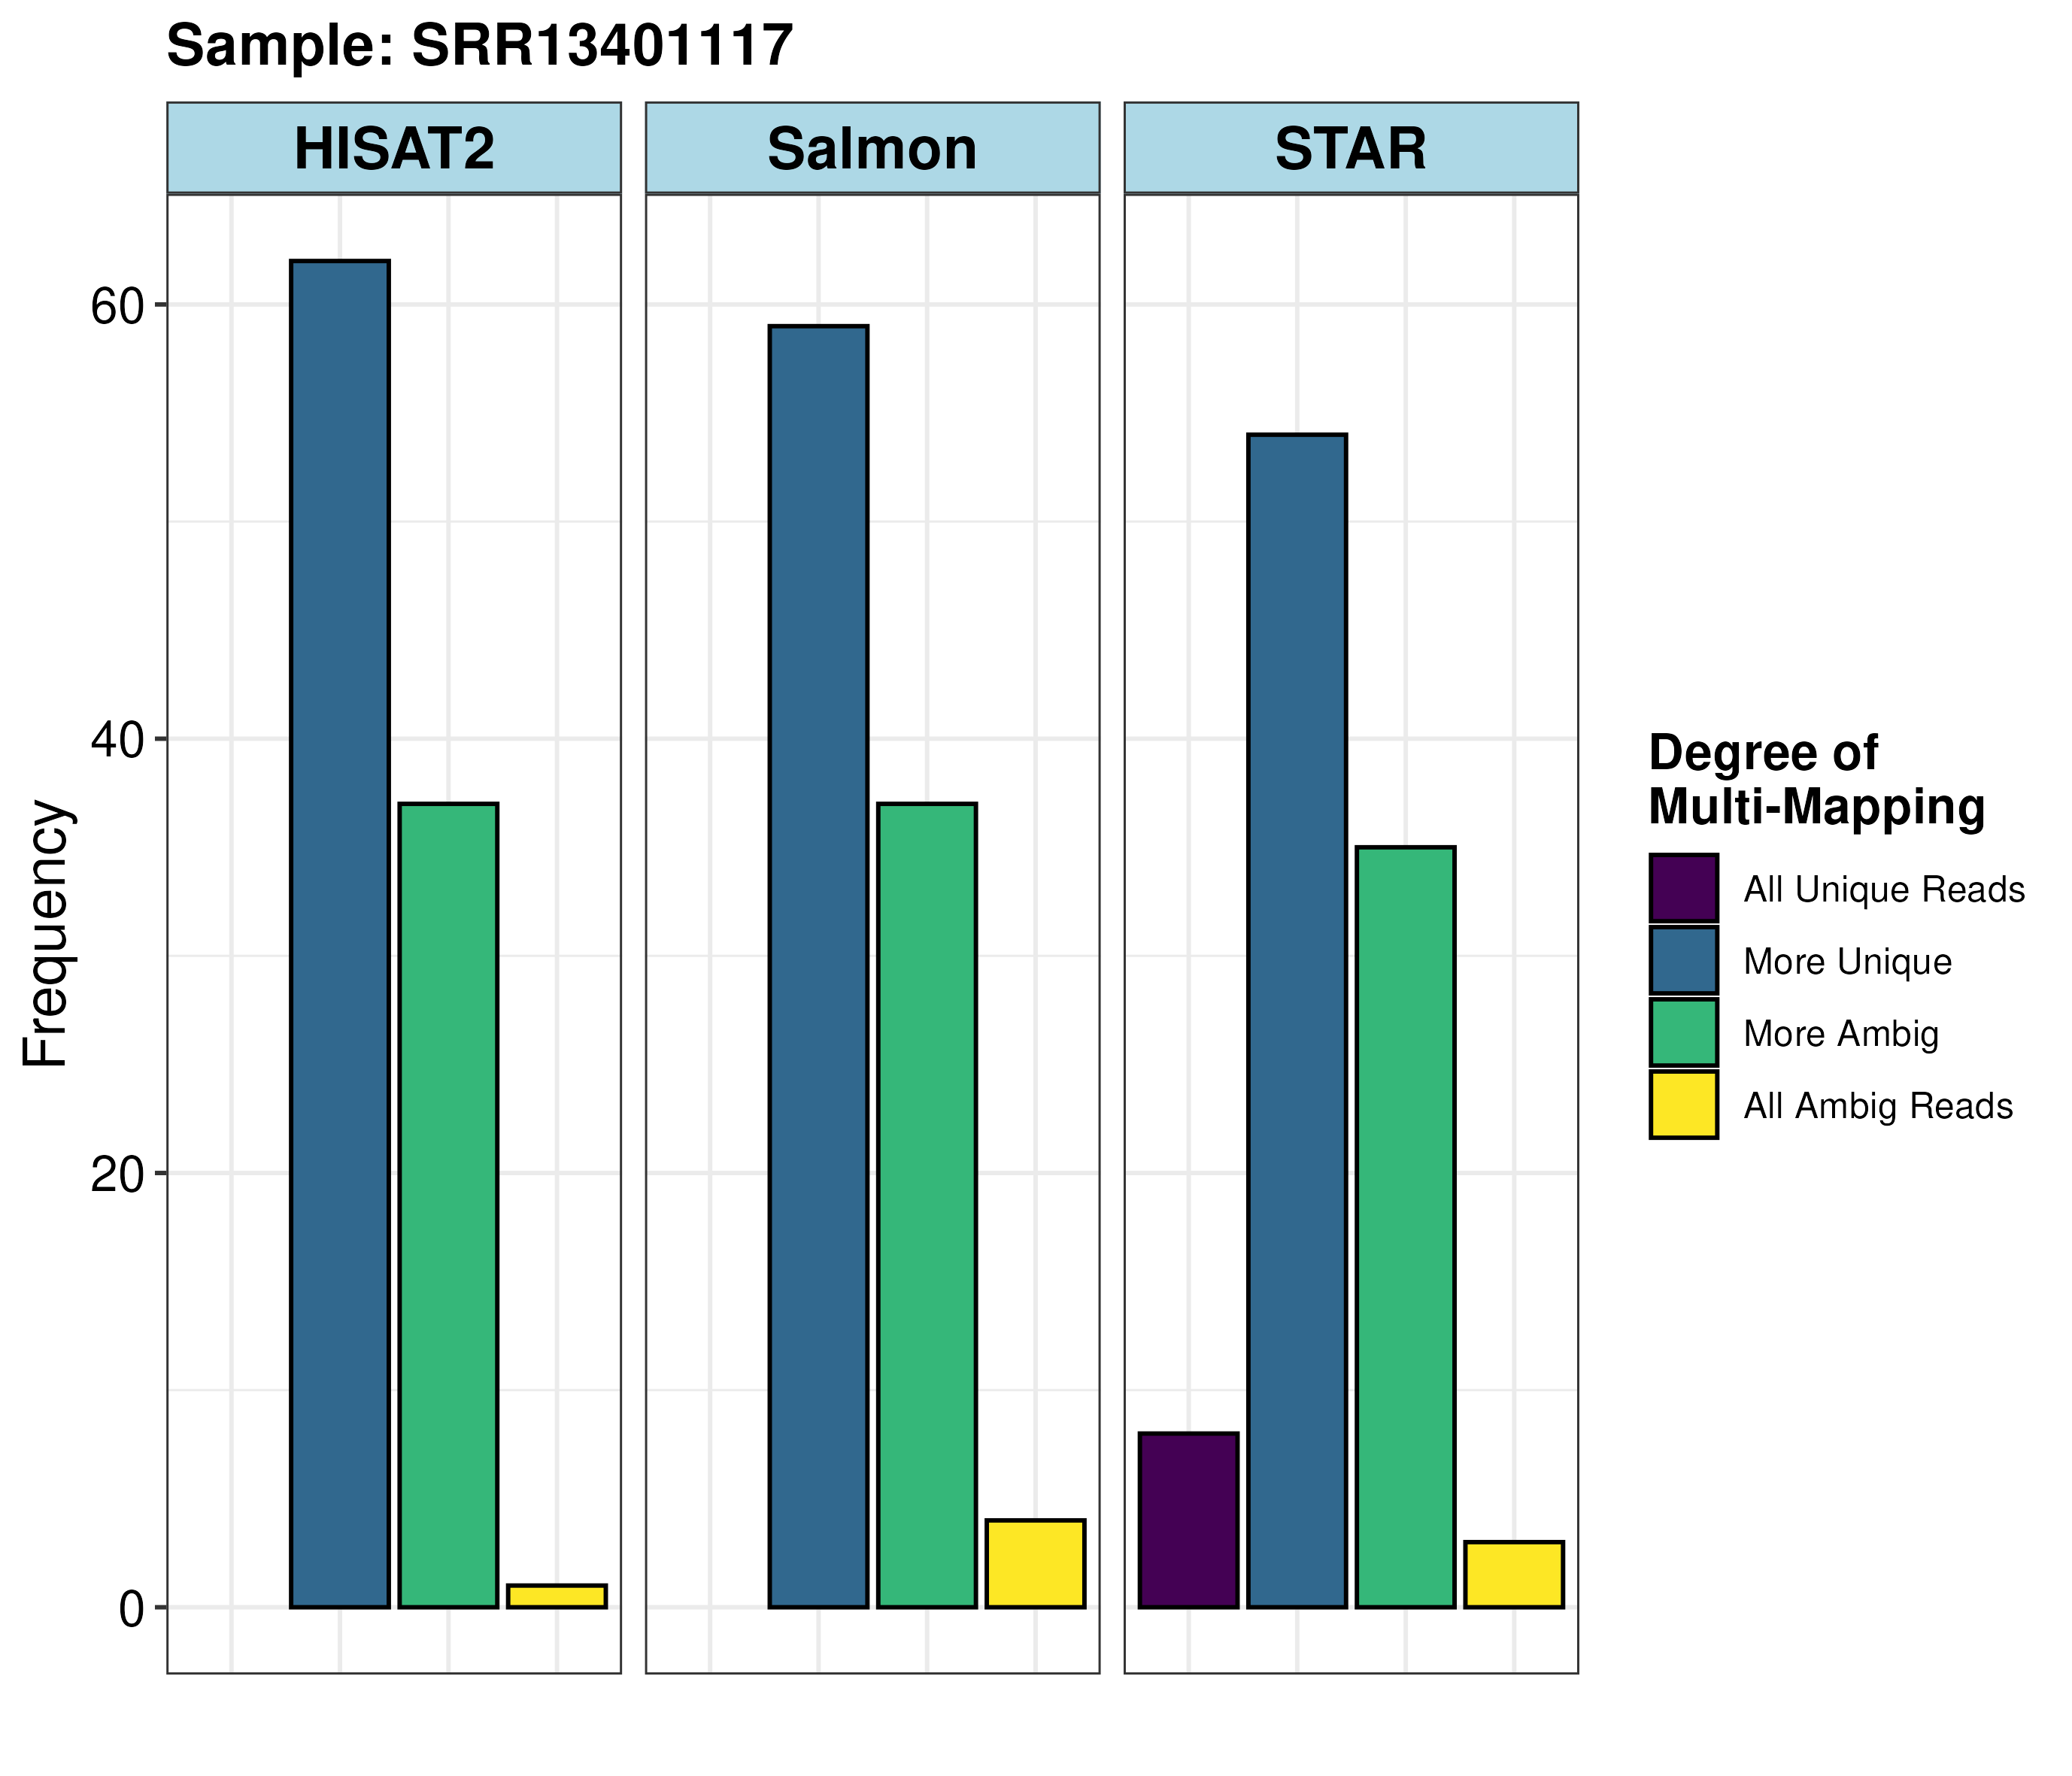 Sample: SRR13401117
HISAT2
Salmon
STAR
60
40
20
0
Frequency
Degree of
Multi-Mapping
All Unique Reads
More Unique
More Ambig
All Ambig Reads